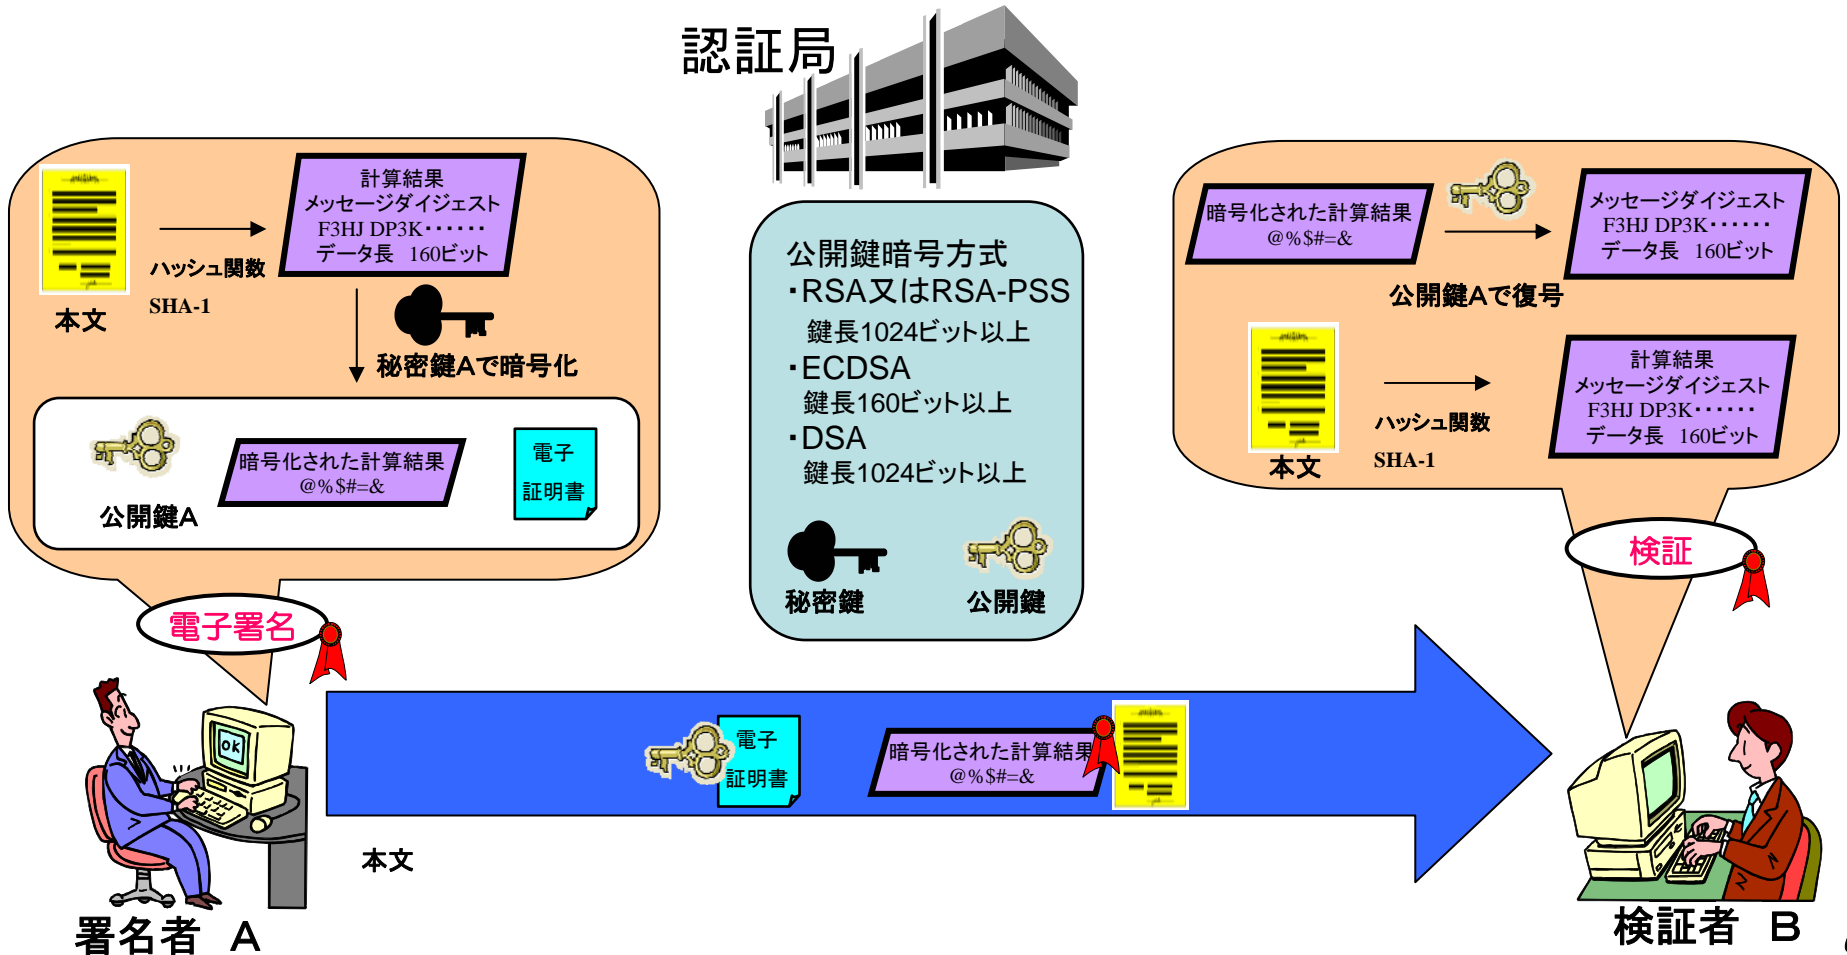 認証局
計算結果
メッセージダイジェスト
F3HJ DP3K‥‥‥
データ長 160ビット
ハッシュ関数
SHA-1
本文
秘密鍵Aで暗号化
公開鍵A
暗号化された計算結果
@%$#=&
電子
証明書
電子署名
署名者 A
公開鍵暗号方式
・RSA又はRSA-PSS
鍵長1024ビット以上
・ECDSA
鍵長160ビット以上
・DSA
鍵長1024ビット以上
秘密鍵
公開鍵
暗号化された計算結果
@%$#=&
公開鍵Aで復号
メッセージダイジェスト
F3HJ DP3K‥‥‥
データ長 160ビット
本文
ハッシュ関数
SHA-1
計算結果
メッセージダイジェスト
F3HJ DP3K‥‥‥
データ長 160ビット
検証
OK
電子
証明書
暗号化された計算結果
@%$#=&
本文
検証者 B